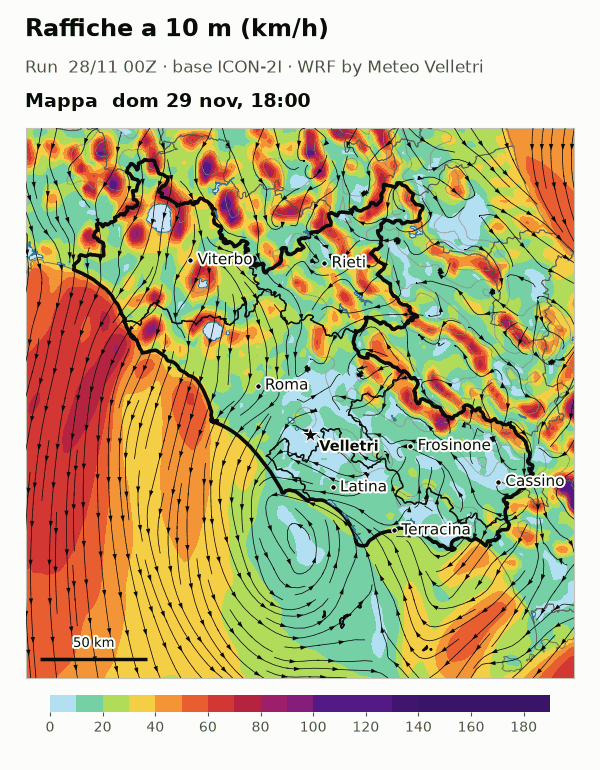 Raffiche a 10 m (km/h)
Run 28/11 00Z · base ICON-2I · WRF by Meteo Velletri
Mappa dom 29 nov, 18:00
Viterbo
Rieti
Roma
Velletri
Frosinone
Latina
Cassino
Terracina
50 km
0 20 40 60 80 100 120 140 160 180